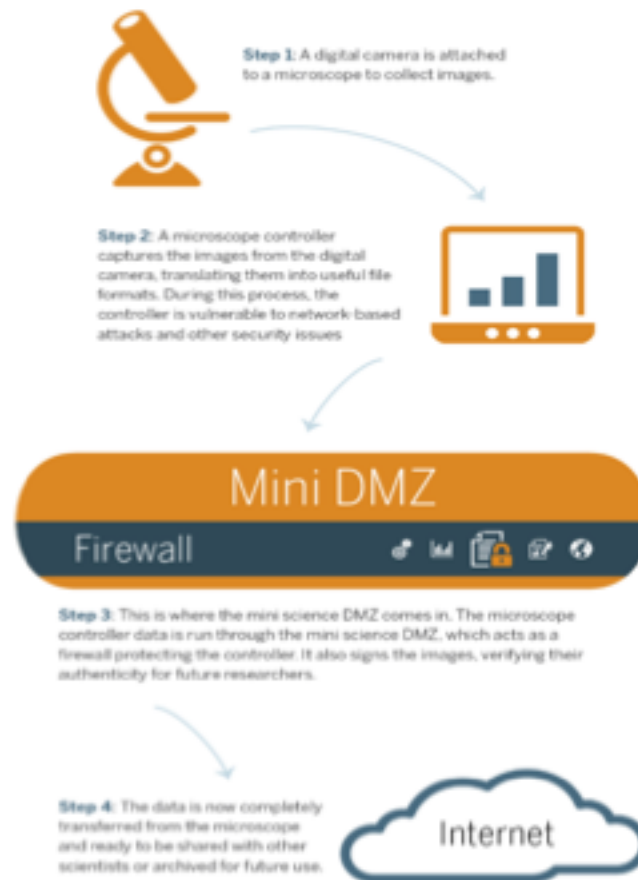 Step 1: A digital camera is attached
to a microscope to collect images.
Step 2: A microscope controller
captures the images from the digital
camera, translating them into useful file
formats. During this process, the
controller is vulnerable to network-based
attacks and other security issues
Mini DMZ
Firewall
Step 3: This is where the mini science DMZ comes in. The microscope
controller data is run through the mini science DMZ, which acts as a
firewall protecting the controller. It also signs the images, verifying their
authenticity for future researchers.
Step 4: The data is now completely
transferred from the microscope
and ready to be shared with other
scientists or archived for future use.
Internet